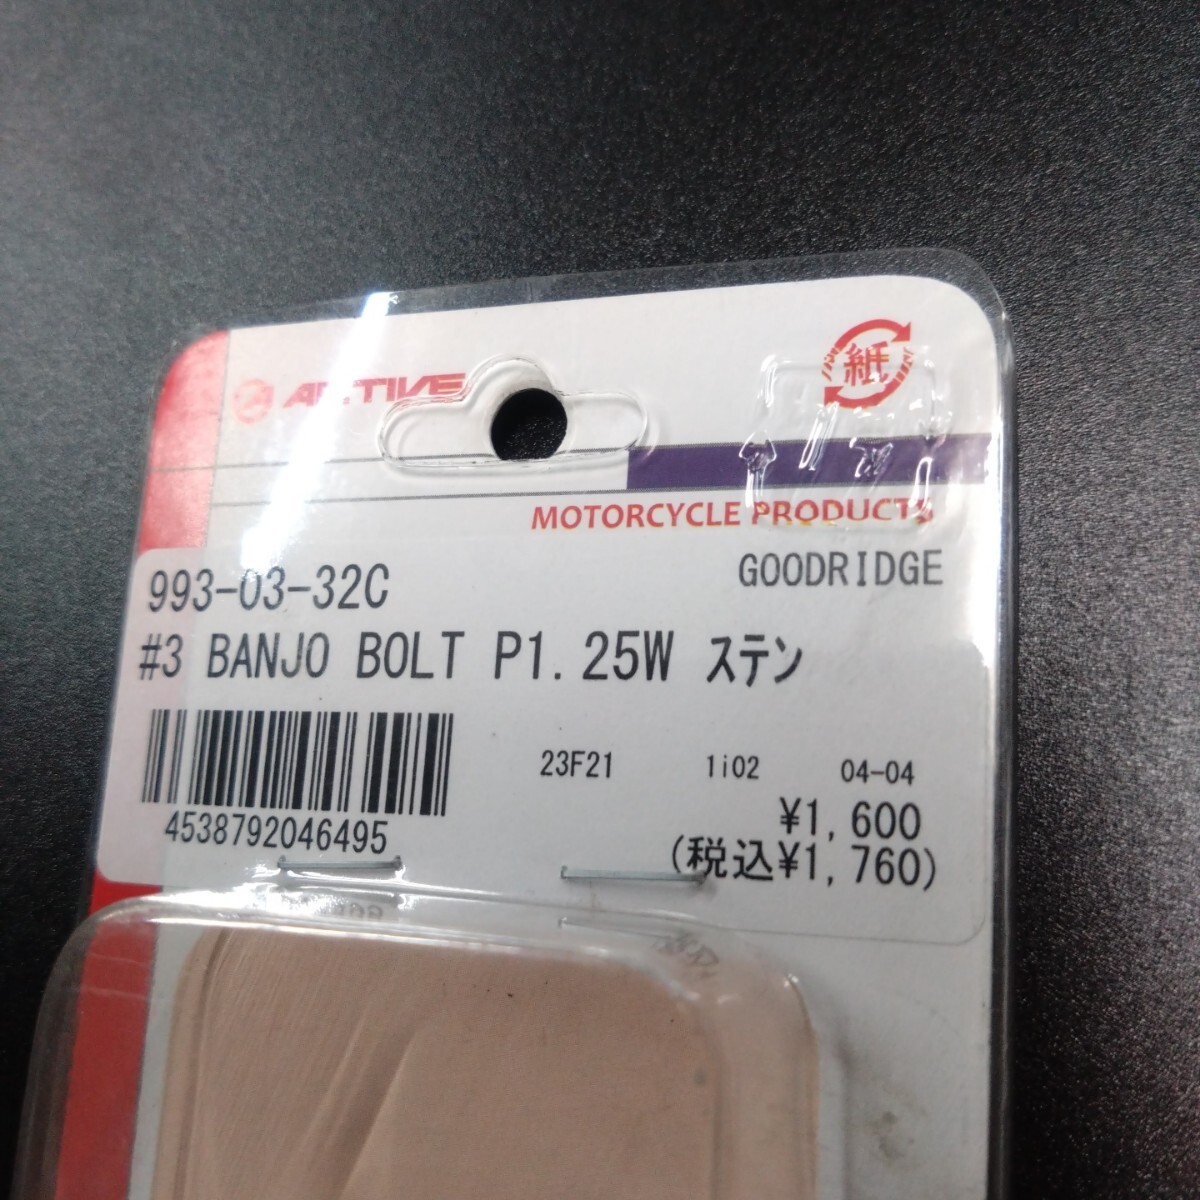 ACTIVE
紙
MOTORCYCLE PRODUCTS
993-03-32C
GOODRIDGE
#3 BANJO BOLT P1.25W ステン
23F21 1i02 04-04
4538792046495
¥1,600
(税込¥1,760)